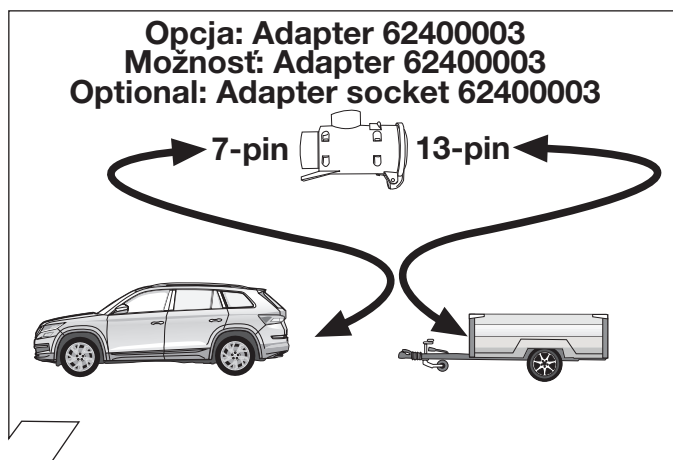 Opcja: Adapter 62400003
Možnosť: Adapter 62400003
Optional: Adapter socket 62400003
7-pin 13-pin